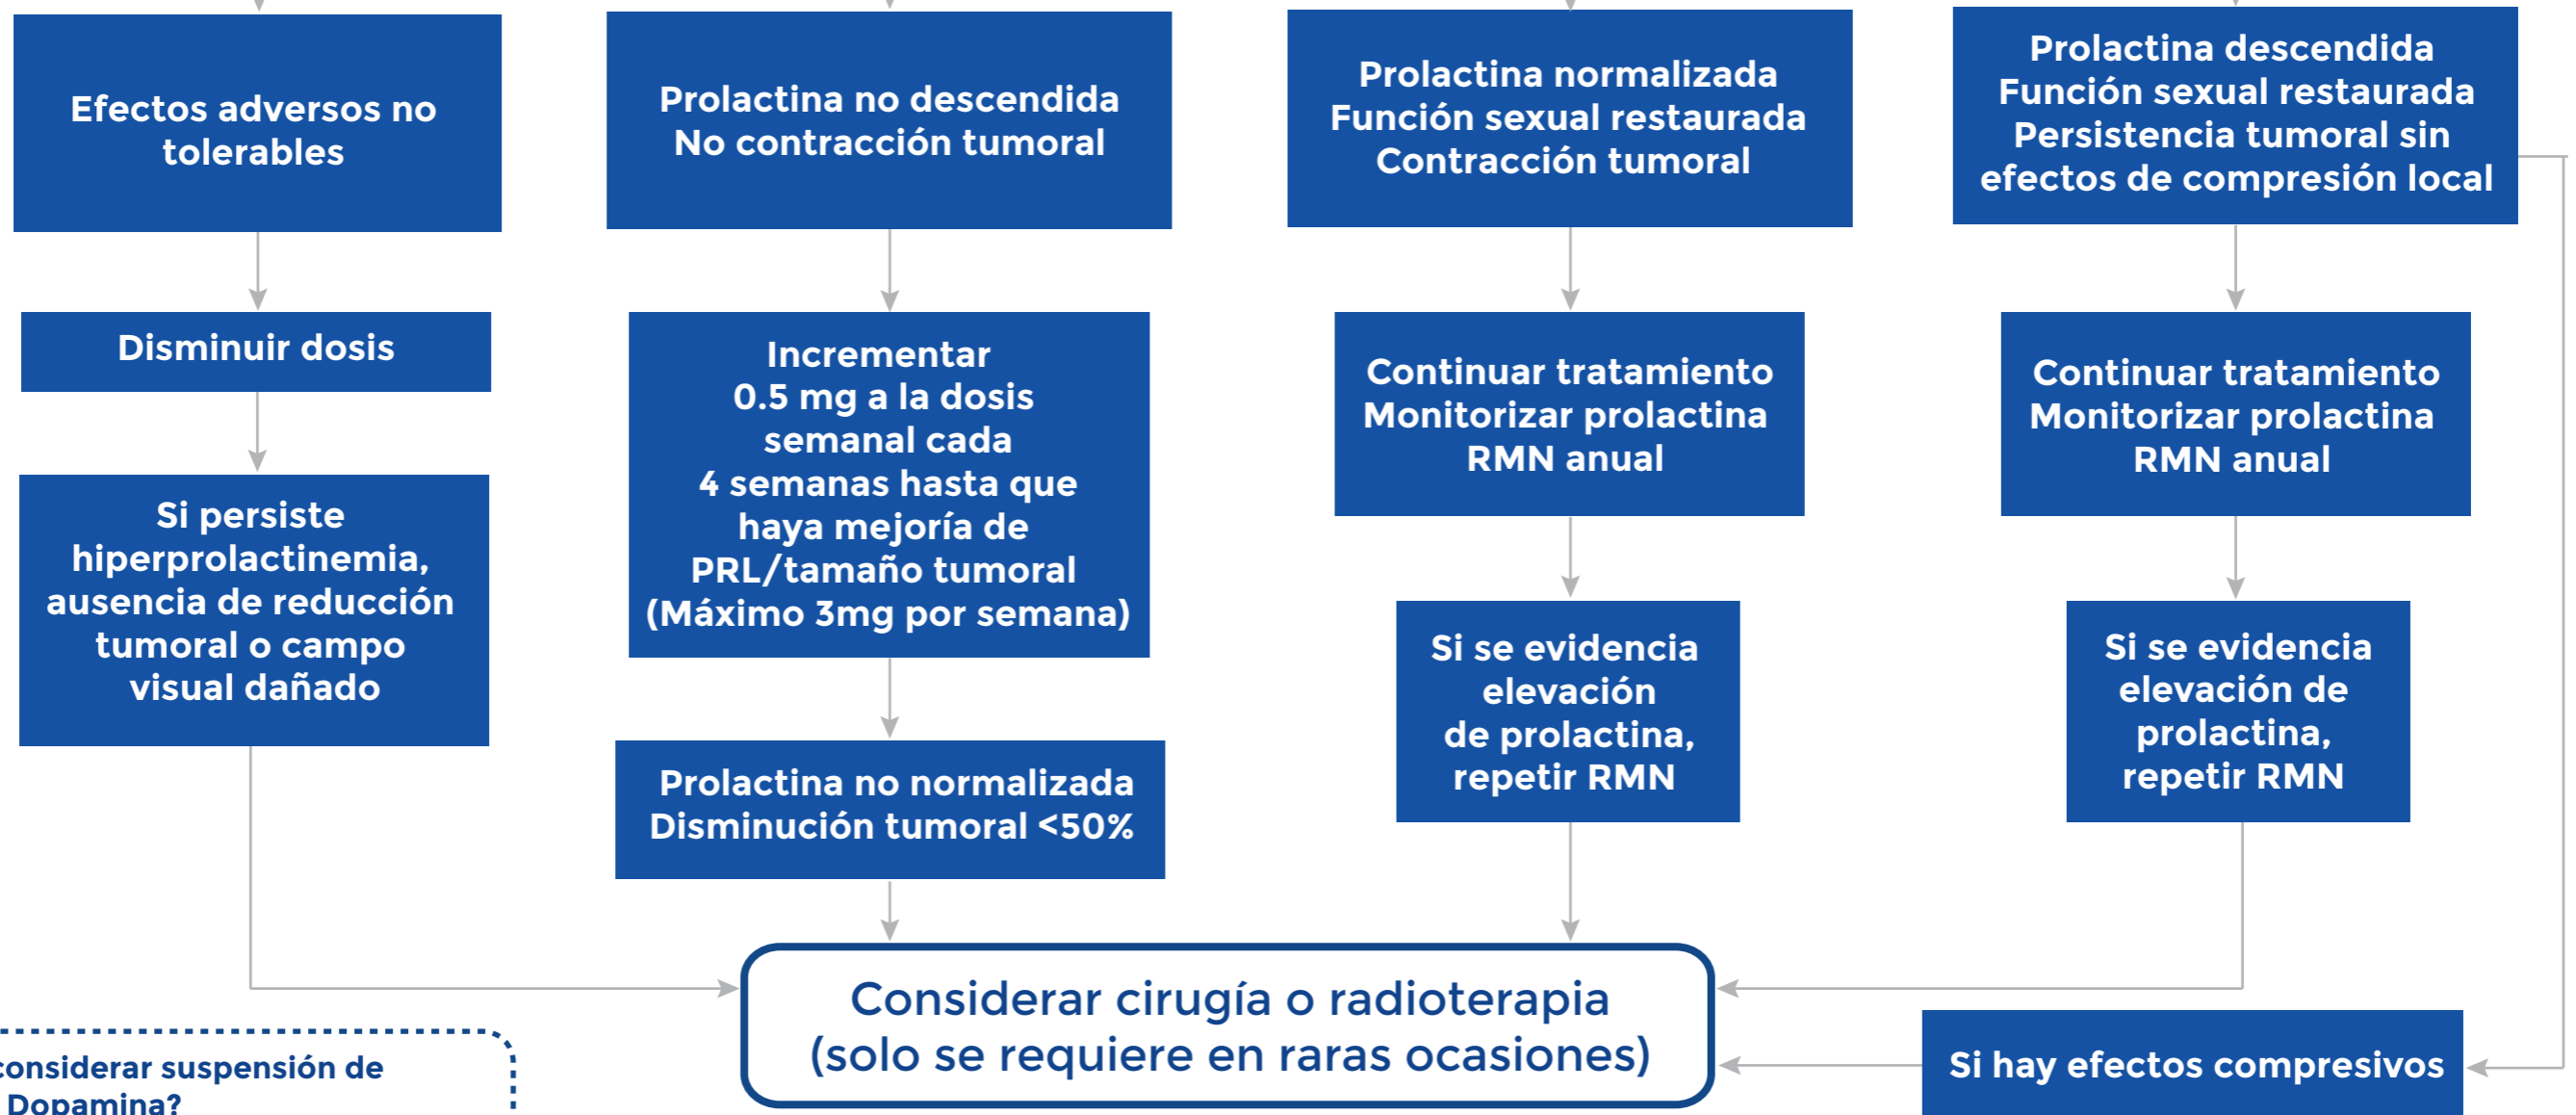 Efectos adversos no
tolerables
Disminuir dosis
Si persiste
hiperprolactinemia,
ausencia de reducción
tumoral o campo
visual dañado
Prolactina no descendida
No contracción tumoral
Incrementar
0.5 mg a la dosis
semanal cada
4 semanas hasta que
haya mejoría de
PRL/tamaño tumoral
(Máximo 3mg por semana)
Prolactina no normalizada
Disminución tumoral <50%
Prolactina normalizada
Función sexual restaurada
Contracción tumoral
Continuar tratamiento
Monitorizar prolactina
RMN anual
Si se evidencia
elevación
de prolactina,
repetir RMN
Prolactina descendida
Función sexual restaurada
Persistencia tumoral sin
efectos de compresión local
Continuar tratamiento
Monitorizar prolactina
RMN anual
Si se evidencia
elevación de
prolactina,
repetir RMN
Si hay efectos compresivos
Considerar cirugía o radioterapia
(solo se requiere en raras ocasiones)
considerar suspensión de
Dopamina?